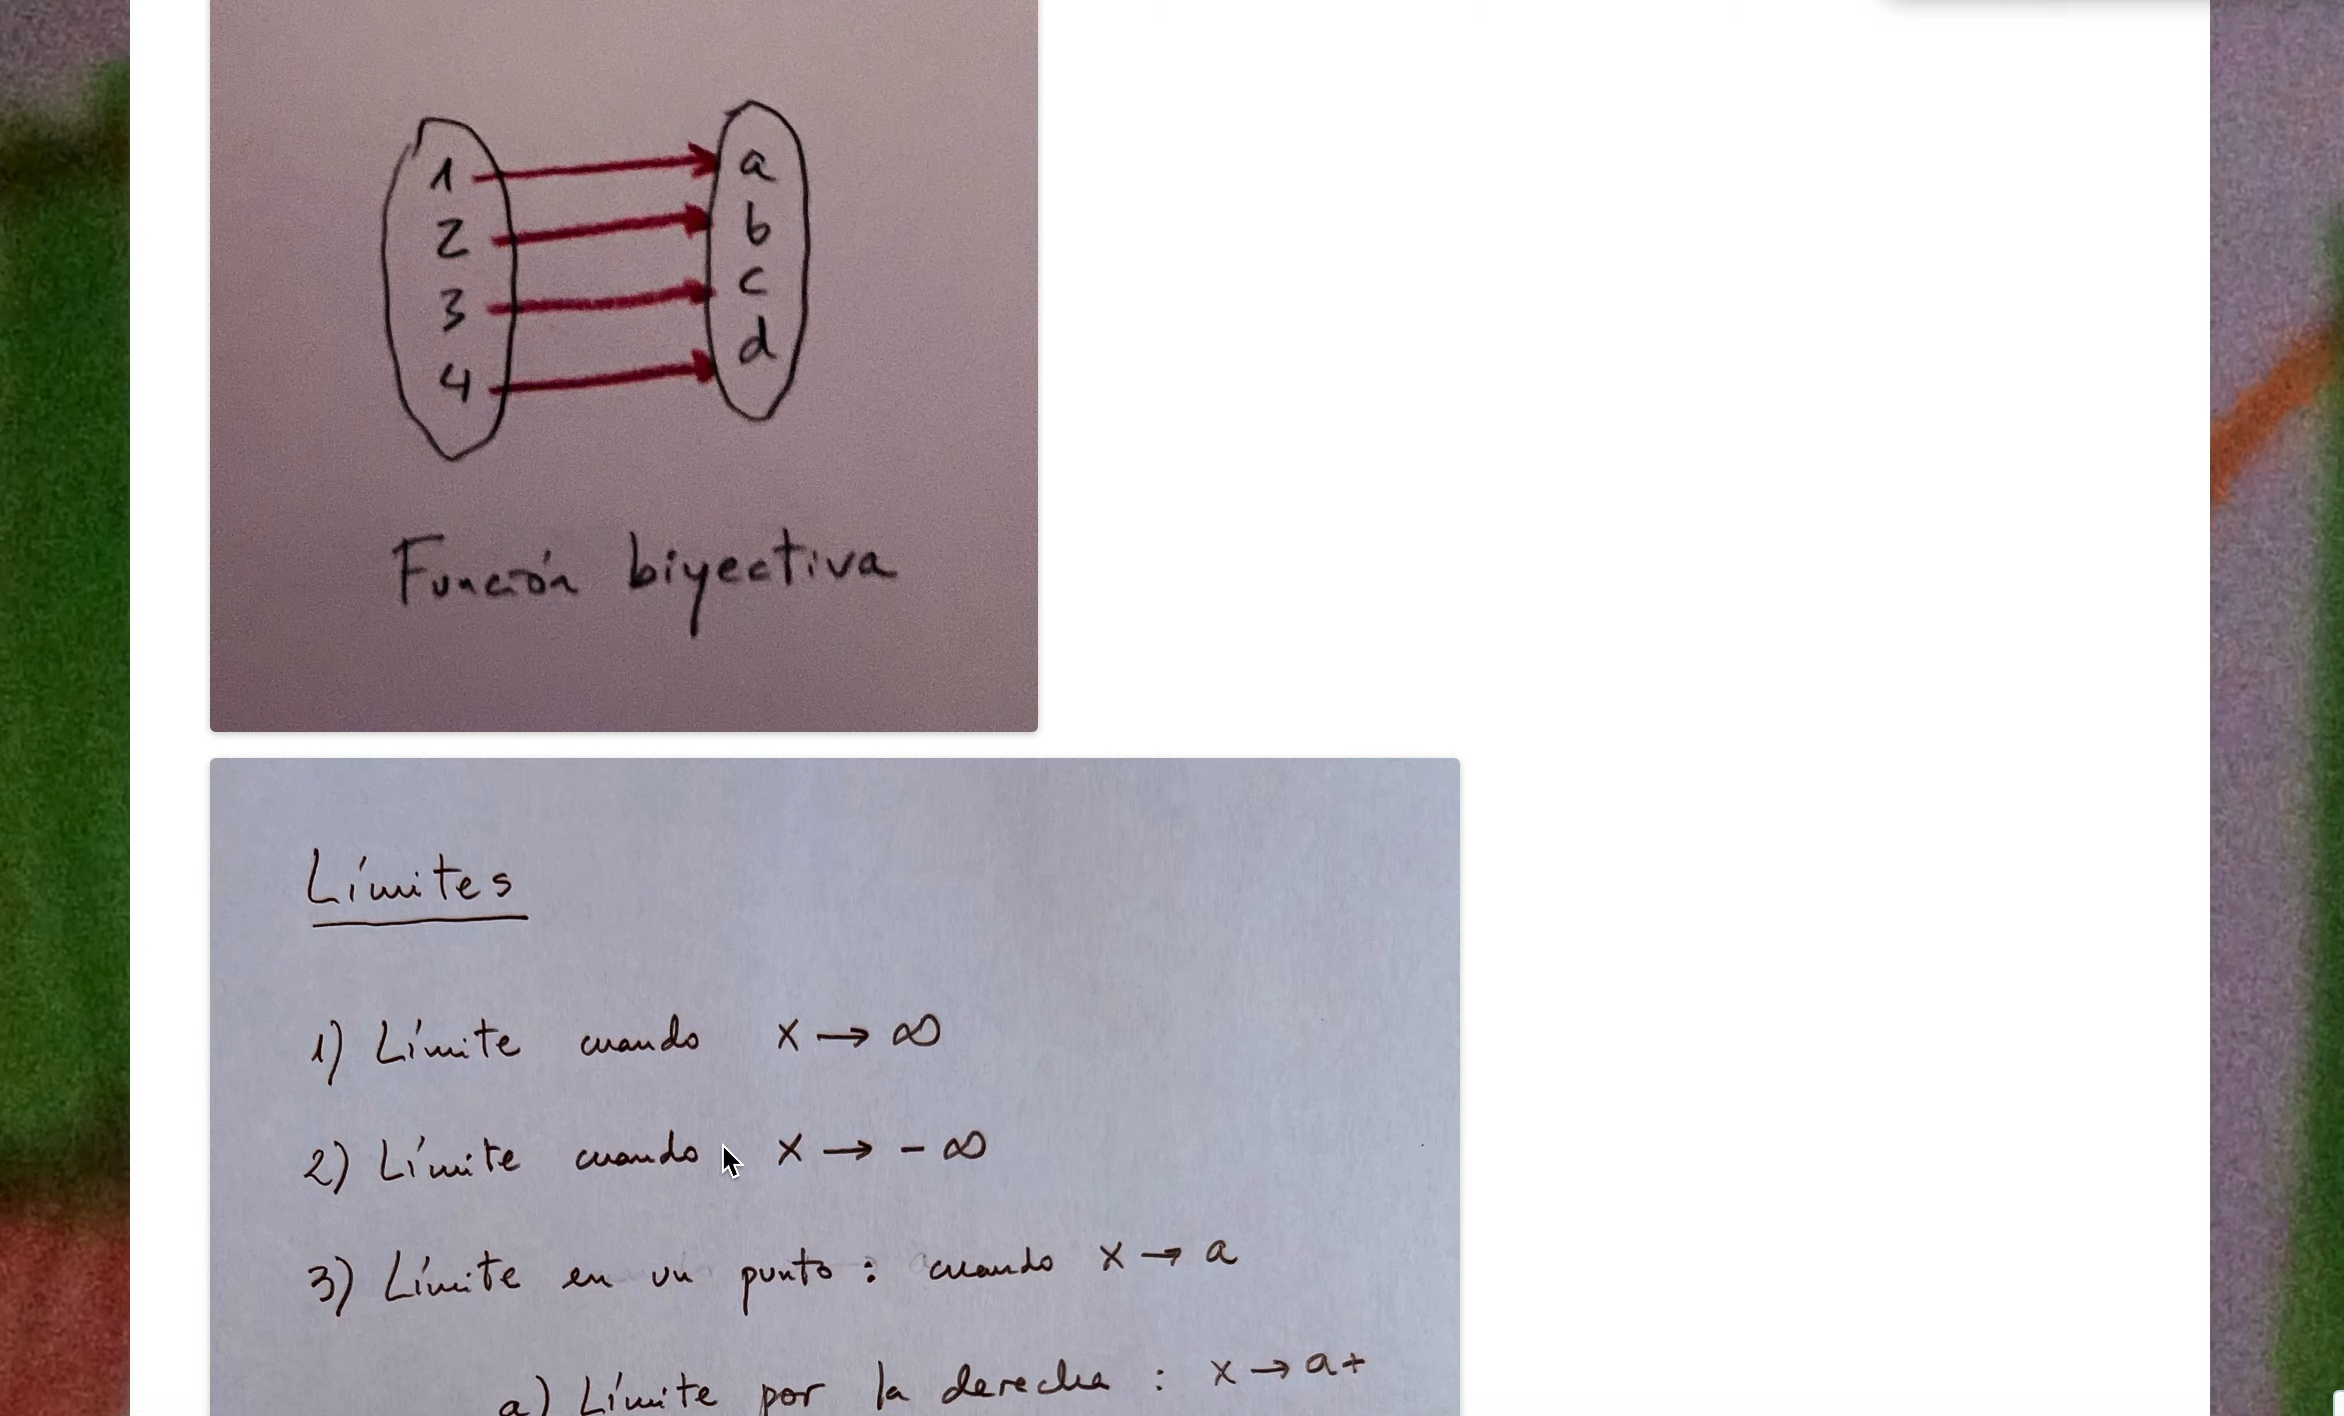 1 a
2 b
3 c
4 d
Función biyectiva
Límites
1) Límite cuando x → ∞
2) Límite cuando x → - ∞
3) Límite en un punto : cuando x → a
a) Límite por la derecha : x → a+